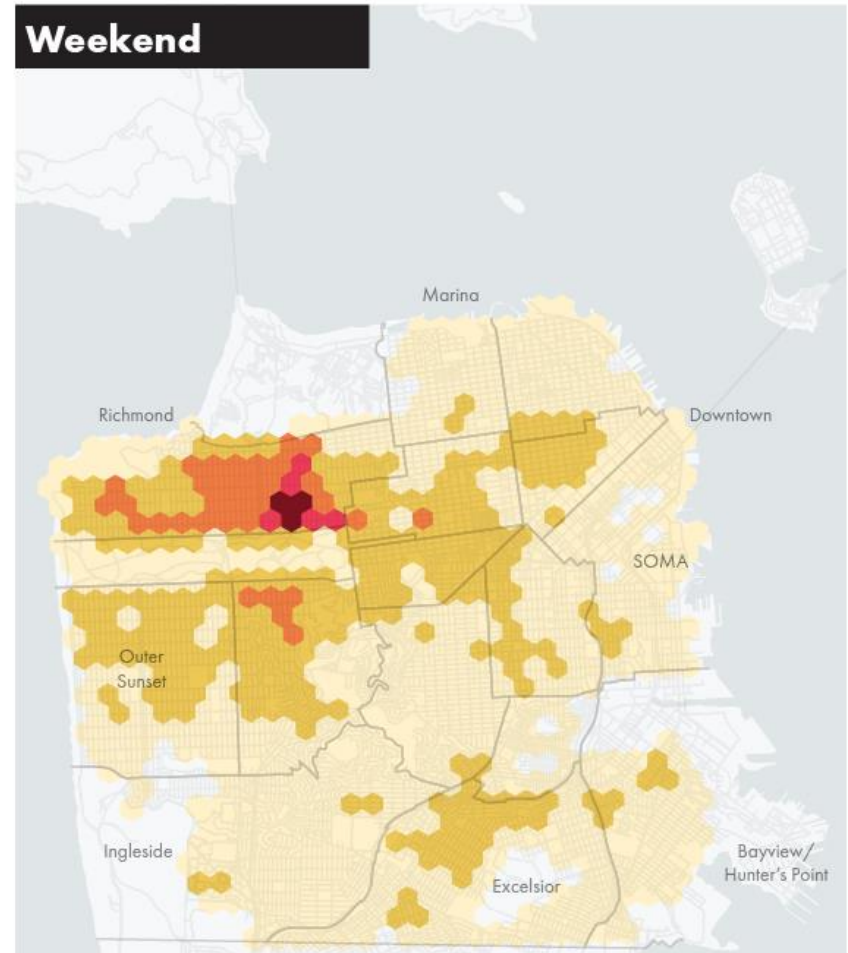 Weekend
Marina
Richmond
Downtown
SOMA
Outer
Sunset
Ingleside
Excelsior
Bayview/
Hunter's Point